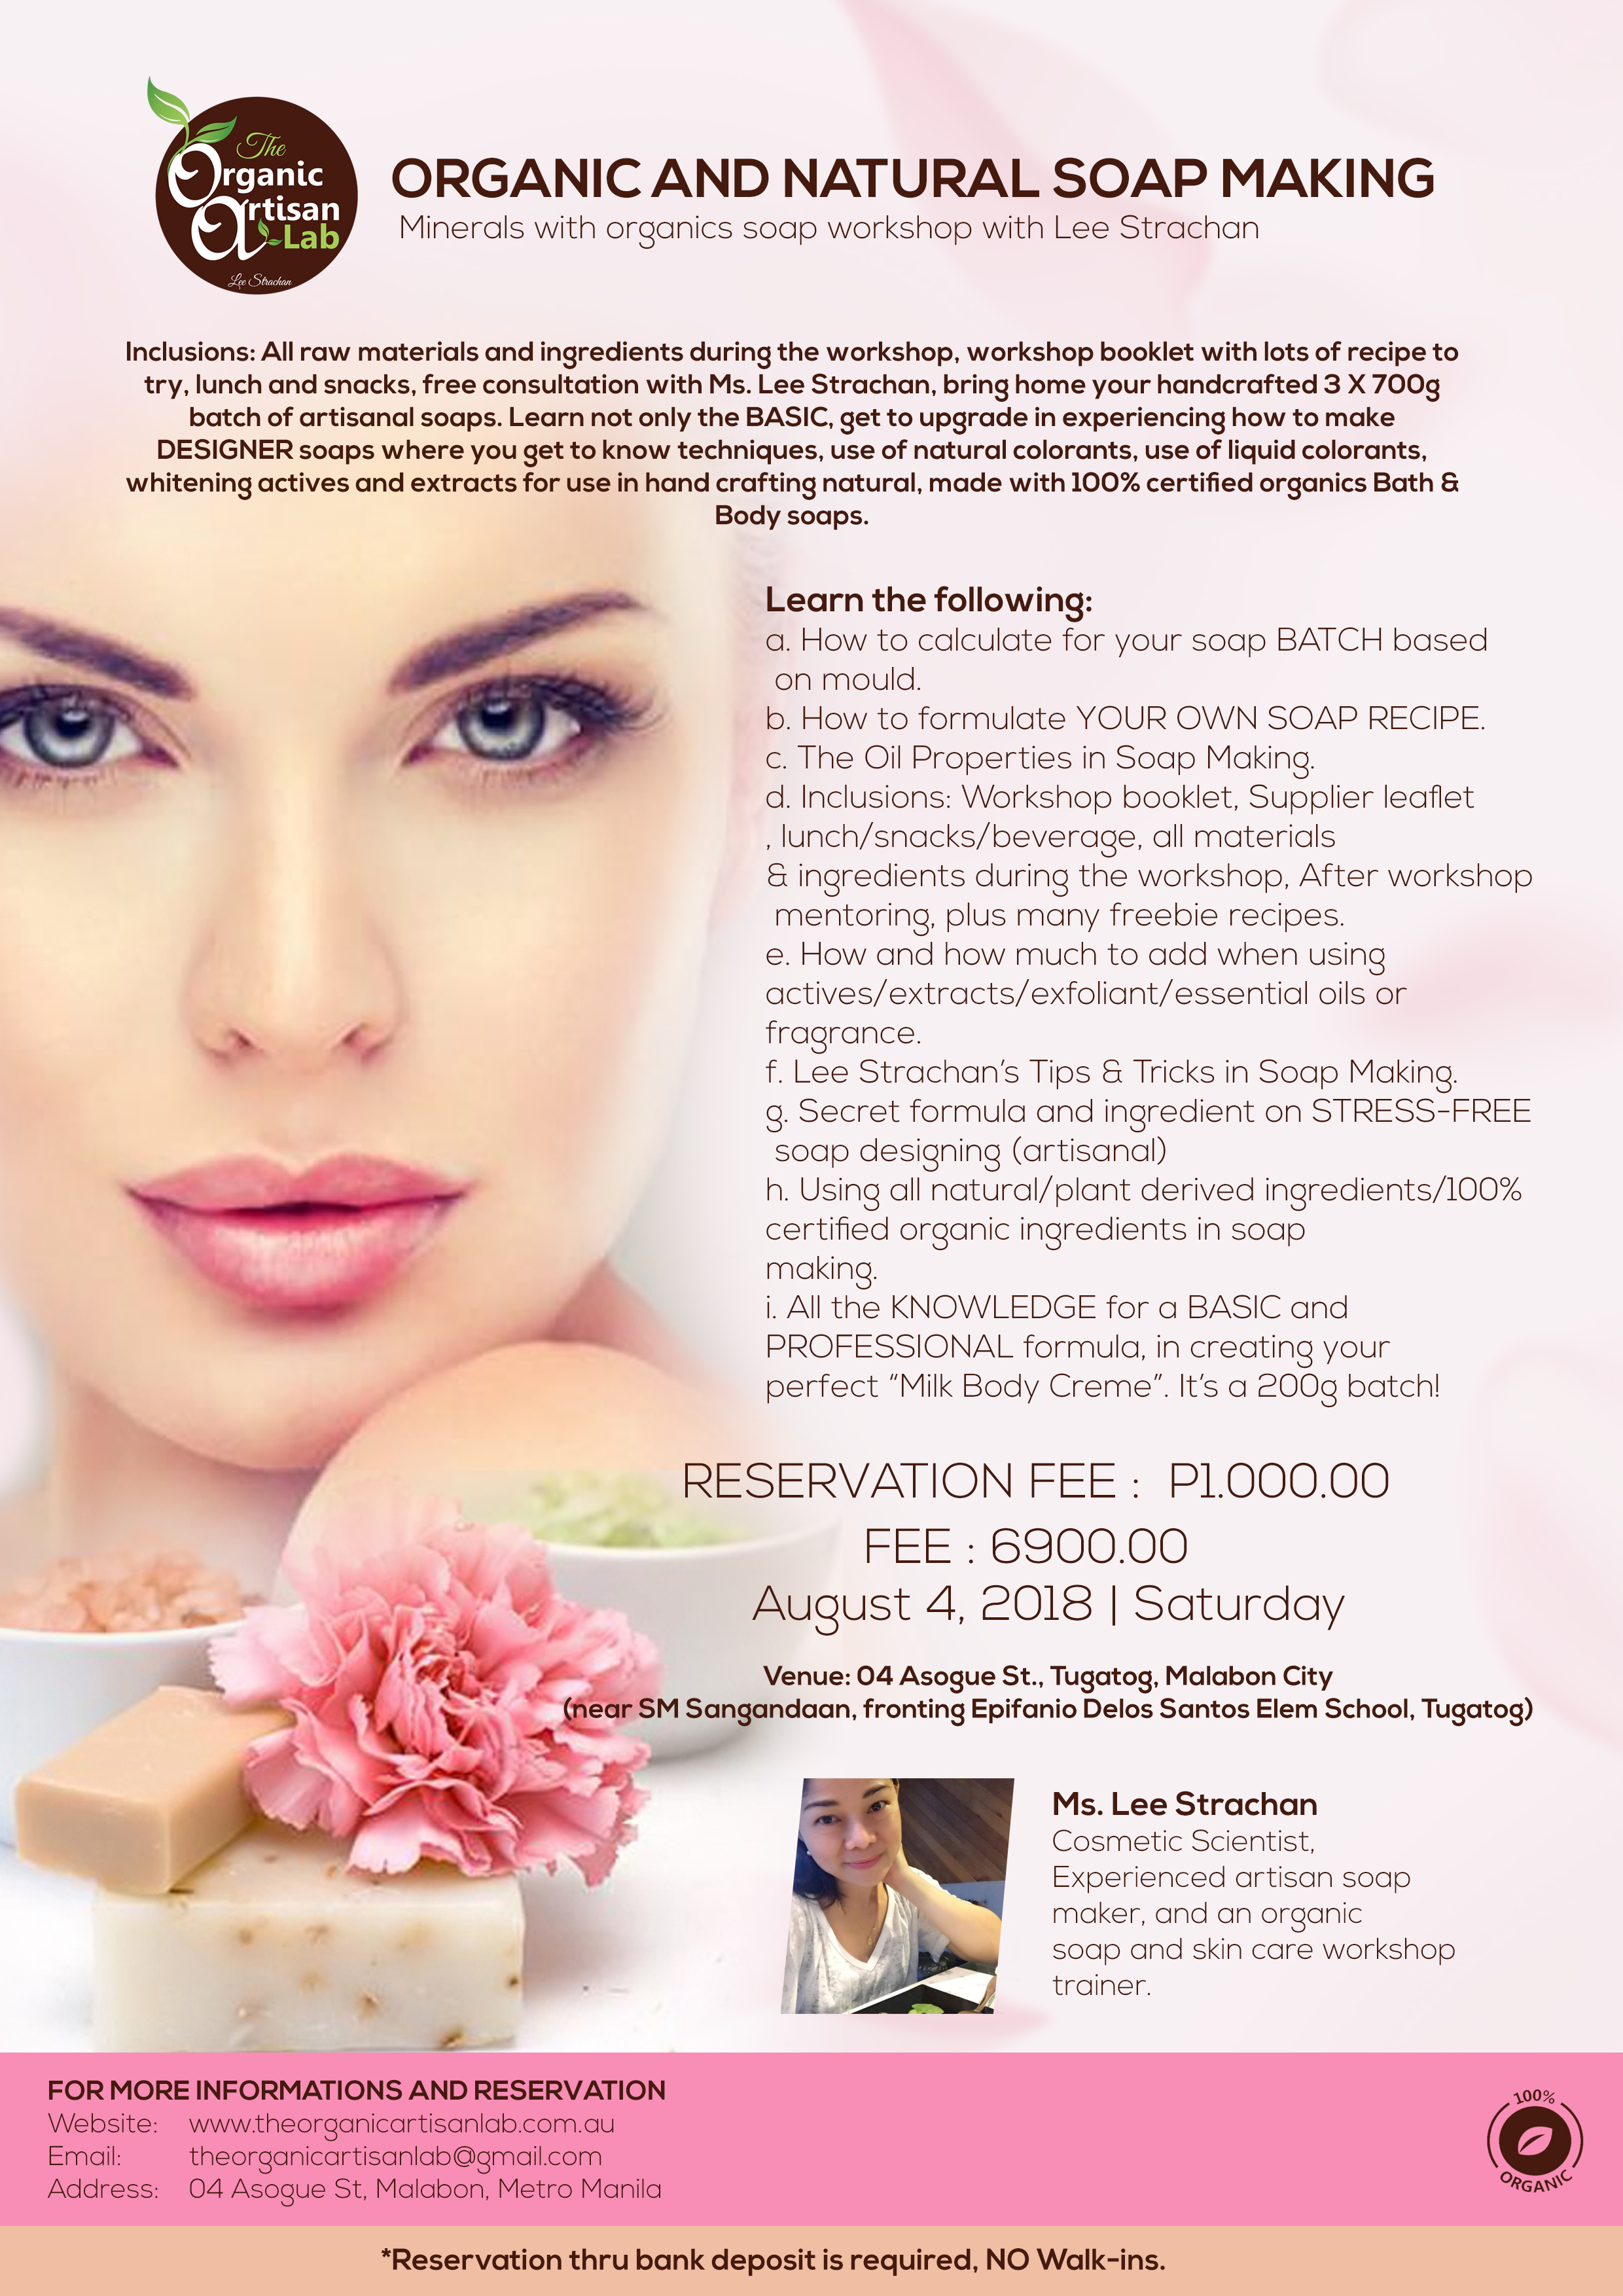 The
Organic
Artisan
Lab
Lee Strachan
ORGANIC AND NATURAL SOAP MAKING
Minerals with organics soap workshop with Lee Strachan
Inclusions: All raw materials and ingredients during the workshop, workshop booklet with lots of recipe to
try, lunch and snacks, free consultation with Ms. Lee Strachan, bring home your handcrafted 3 X 700g
batch of artisanal soaps. Learn not only the BASIC, get to upgrade in experiencing how to make
DESIGNER soaps where you get to know techniques, use of natural colorants, use of liquid colorants,
whitening actives and extracts for use in hand crafting natural, made with 100% certified organics Bath &
Body soaps.
Learn the following:
a. How to calculate for your soap BATCH based
on mould.
b. How to formulate YOUR OWN SOAP RECIPE.
c. The Oil Properties in Soap Making.
d. Inclusions: Workshop booklet, Supplier leaflet
, lunch/snacks/beverage, all materials
& ingredients during the workshop, After workshop
mentoring, plus many freebie recipes.
e. How and how much to add when using
actives/extracts/exfoliant/essential oils or
fragrance.
f. Lee Strachan's Tips & Tricks in Soap Making.
g. Secret formula and ingredient on STRESS-FREE
soap designing (artisanal)
h. Using all natural/plant derived ingredients/100%
certified organic ingredients in soap
making.
i. All the KNOWLEDGE for a BASIC and
PROFESSIONAL formula, in creating your
perfect "Milk Body Creme". It's a 200g batch!
RESERVATION FEE : P1.000.00
FEE : 6900.00
August 4, 2018 | Saturday
Venue: 04 Asogue St., Tugatog, Malabon City
(near SM Sangandaan, fronting Epifanio Delos Santos Elem School, Tugatog)
Ms. Lee Strachan
Cosmetic Scientist,
Experienced artisan soap
maker, and an organic
soap and skin care workshop
trainer.
FOR MORE INFORMATIONS AND RESERVATION
Website: www.theorganicartisanlab.com.au
Email: theorganicartisanlab@gmail.com
Address: 04 Asogue St, Malabon, Metro Manila
100%
ORGANIC
*Reservation thru bank deposit is required, NO Walk-ins.